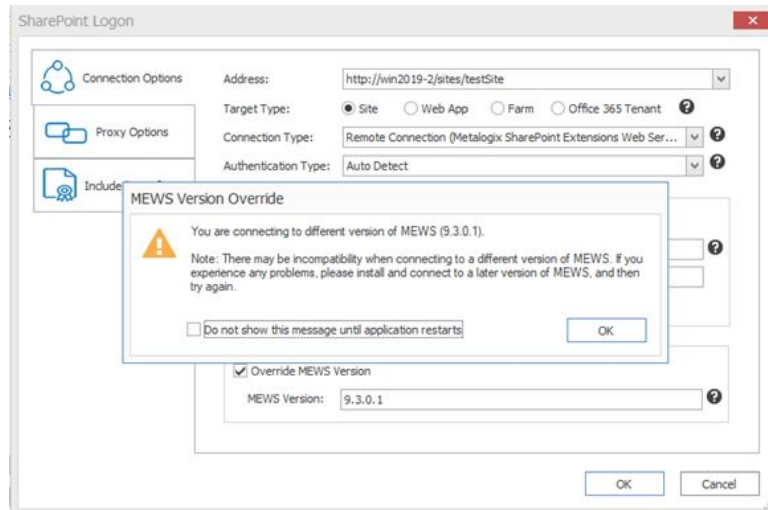 SharePoint Logon
Connection Options
Proxy Options
Include
Address: http://win2019-2/sites/testSite
Target Type: Site Web App Farm Office 365 Tenant
Connection Type: Remote Connection (Metalogix SharePoint Extensions Web Ser...
Authentication Type: Auto Detect
MEWS Version Override
You are connecting to different version of MEWS (9.3.0.1).
Note: There may be incompatibility when connecting to a different version of MEWS. If you
experience any problems, please install and connect to a later version of MEWS, and then
try again.
Do not show this message until application restarts
OK
Override MEWS Version
MEWS Version: 9.3.0.1
OK Cancel